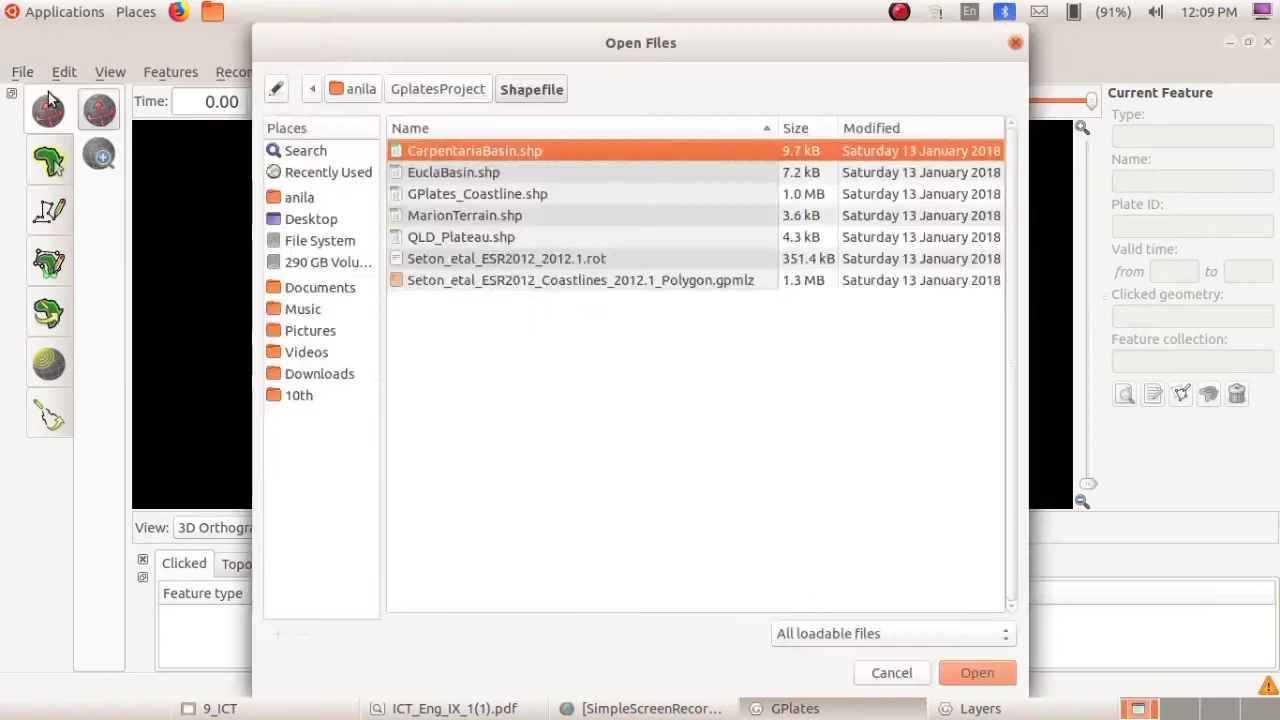 Applications Places En (91%) 12:09 PM
Open Files
File Edit View Features Recor
Time: 0.00
anila GplatesProject Shapefile
Current Feature
Type:
Name:
Plate ID:
Valid time:
from to
Clicked geometry:
Feature collection:
Places
Search
Recently Used
anila
Desktop
File System
290 GB Volu...
Documents
Music
Pictures
Videos
Downloads
10th
Name Size Modified
CarpentariaBasin.shp 9.7 kB Saturday 13 January 2018
EuclaBasin.shp 7.2 kB Saturday 13 January 2018
GPlates_Coastline.shp 1.0 MB Saturday 13 January 2018
MarionTerrain.shp 3.6 kB Saturday 13 January 2018
QLD_Plateau.shp 4.3 kB Saturday 13 January 2018
Seton_etal_ESR2012_2012.1.rot 351.4 kB Saturday 13 January 2018
Seton_etal_ESR2012_Coastlines_2012.1_Polygon.gpmlz 1.3 MB Saturday 13 January 2018
All loadable files
Cancel Open
View: 3D Orthogra
Clicked Topo
Feature type
9_ICT ICT_Eng_IX_1(1).pdf [SimpleScreenRecor... GPlates Layers